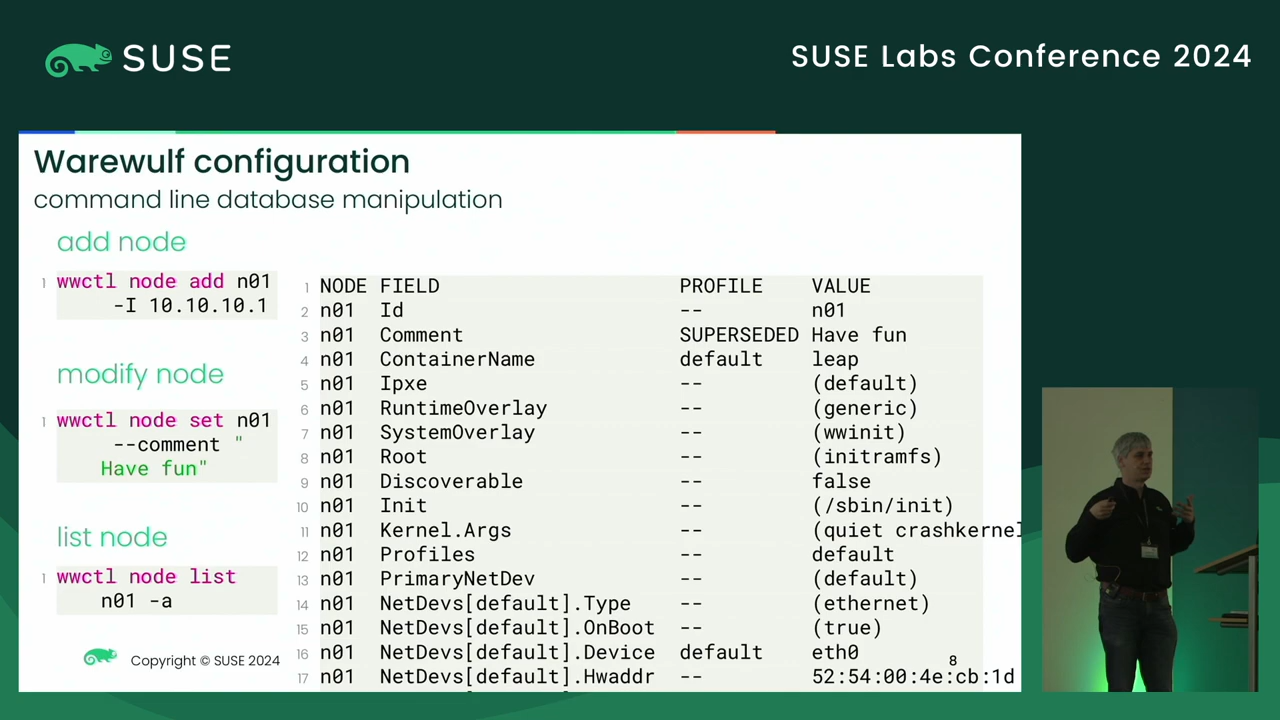 SUSE
SUSE Labs Conference 2024
Warewulf configuration
command line database manipulation
add node
1 wwctl node add n01
-I 10.10.10.1
modify node
1 wwctl node set n01
--comment "
Have fun"
list node
1 wwctl node list
n01 -a
1 NODE FIELD PROFILE VALUE
2 n01 Id -- n01
3 n01 Comment SUPERSEDED Have fun
4 n01 ContainerName default leap
5 n01 Ipxe -- (default)
6 n01 RuntimeOverlay -- (generic)
7 n01 SystemOverlay -- (wwinit)
8 n01 Root -- (initramfs)
9 n01 Discoverable -- false
10 n01 Init -- (/sbin/init)
11 n01 Kernel.Args -- (quiet crashkernel
12 n01 Profiles -- default
13 n01 PrimaryNetDev -- (default)
14 n01 NetDevs[default].Type -- (ethernet)
15 n01 NetDevs[default].OnBoot -- (true)
16 n01 NetDevs[default].Device default eth0
17 n01 NetDevs[default].Hwaddr -- 52:54:00:4e:cb:1d
Copyright © SUSE 2024
8